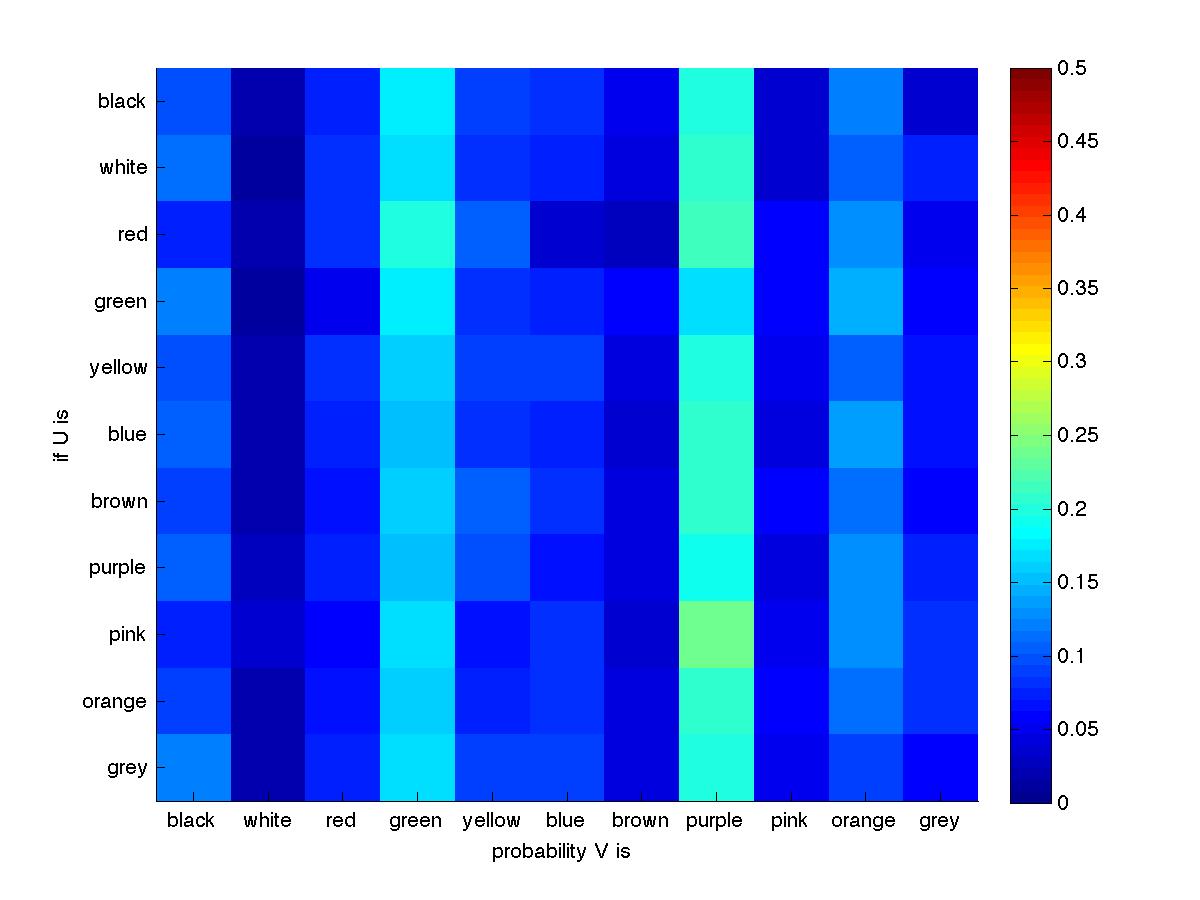 black
white
red
green
yellow
blue
brown
purple
pink
orange
grey
if U is
black white red green yellow blue brown purple pink orange grey
probability V is
0.5
0.45
0.4
0.35
0.3
0.25
0.2
0.15
0.1
0.05
0